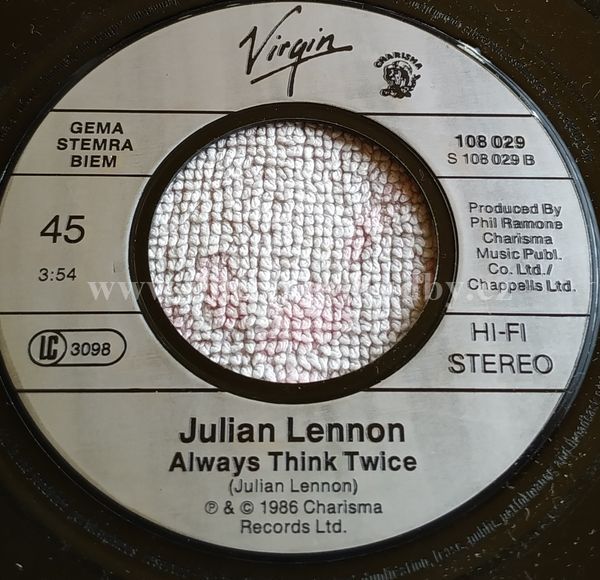 Virgin
CHARISMA
GEMA
STEMRA
BIEM
108 029
S 108 029 B
45
3:54
Produced By
Phil Ramone
Charisma
Music Publ.
Co. Ltd./
Chappells Ltd.
LC 3098
HI-FI
STEREO
Julian Lennon
Always Think Twice
(Julian Lennon)
℗ & © 1986 Charisma
Records Ltd.